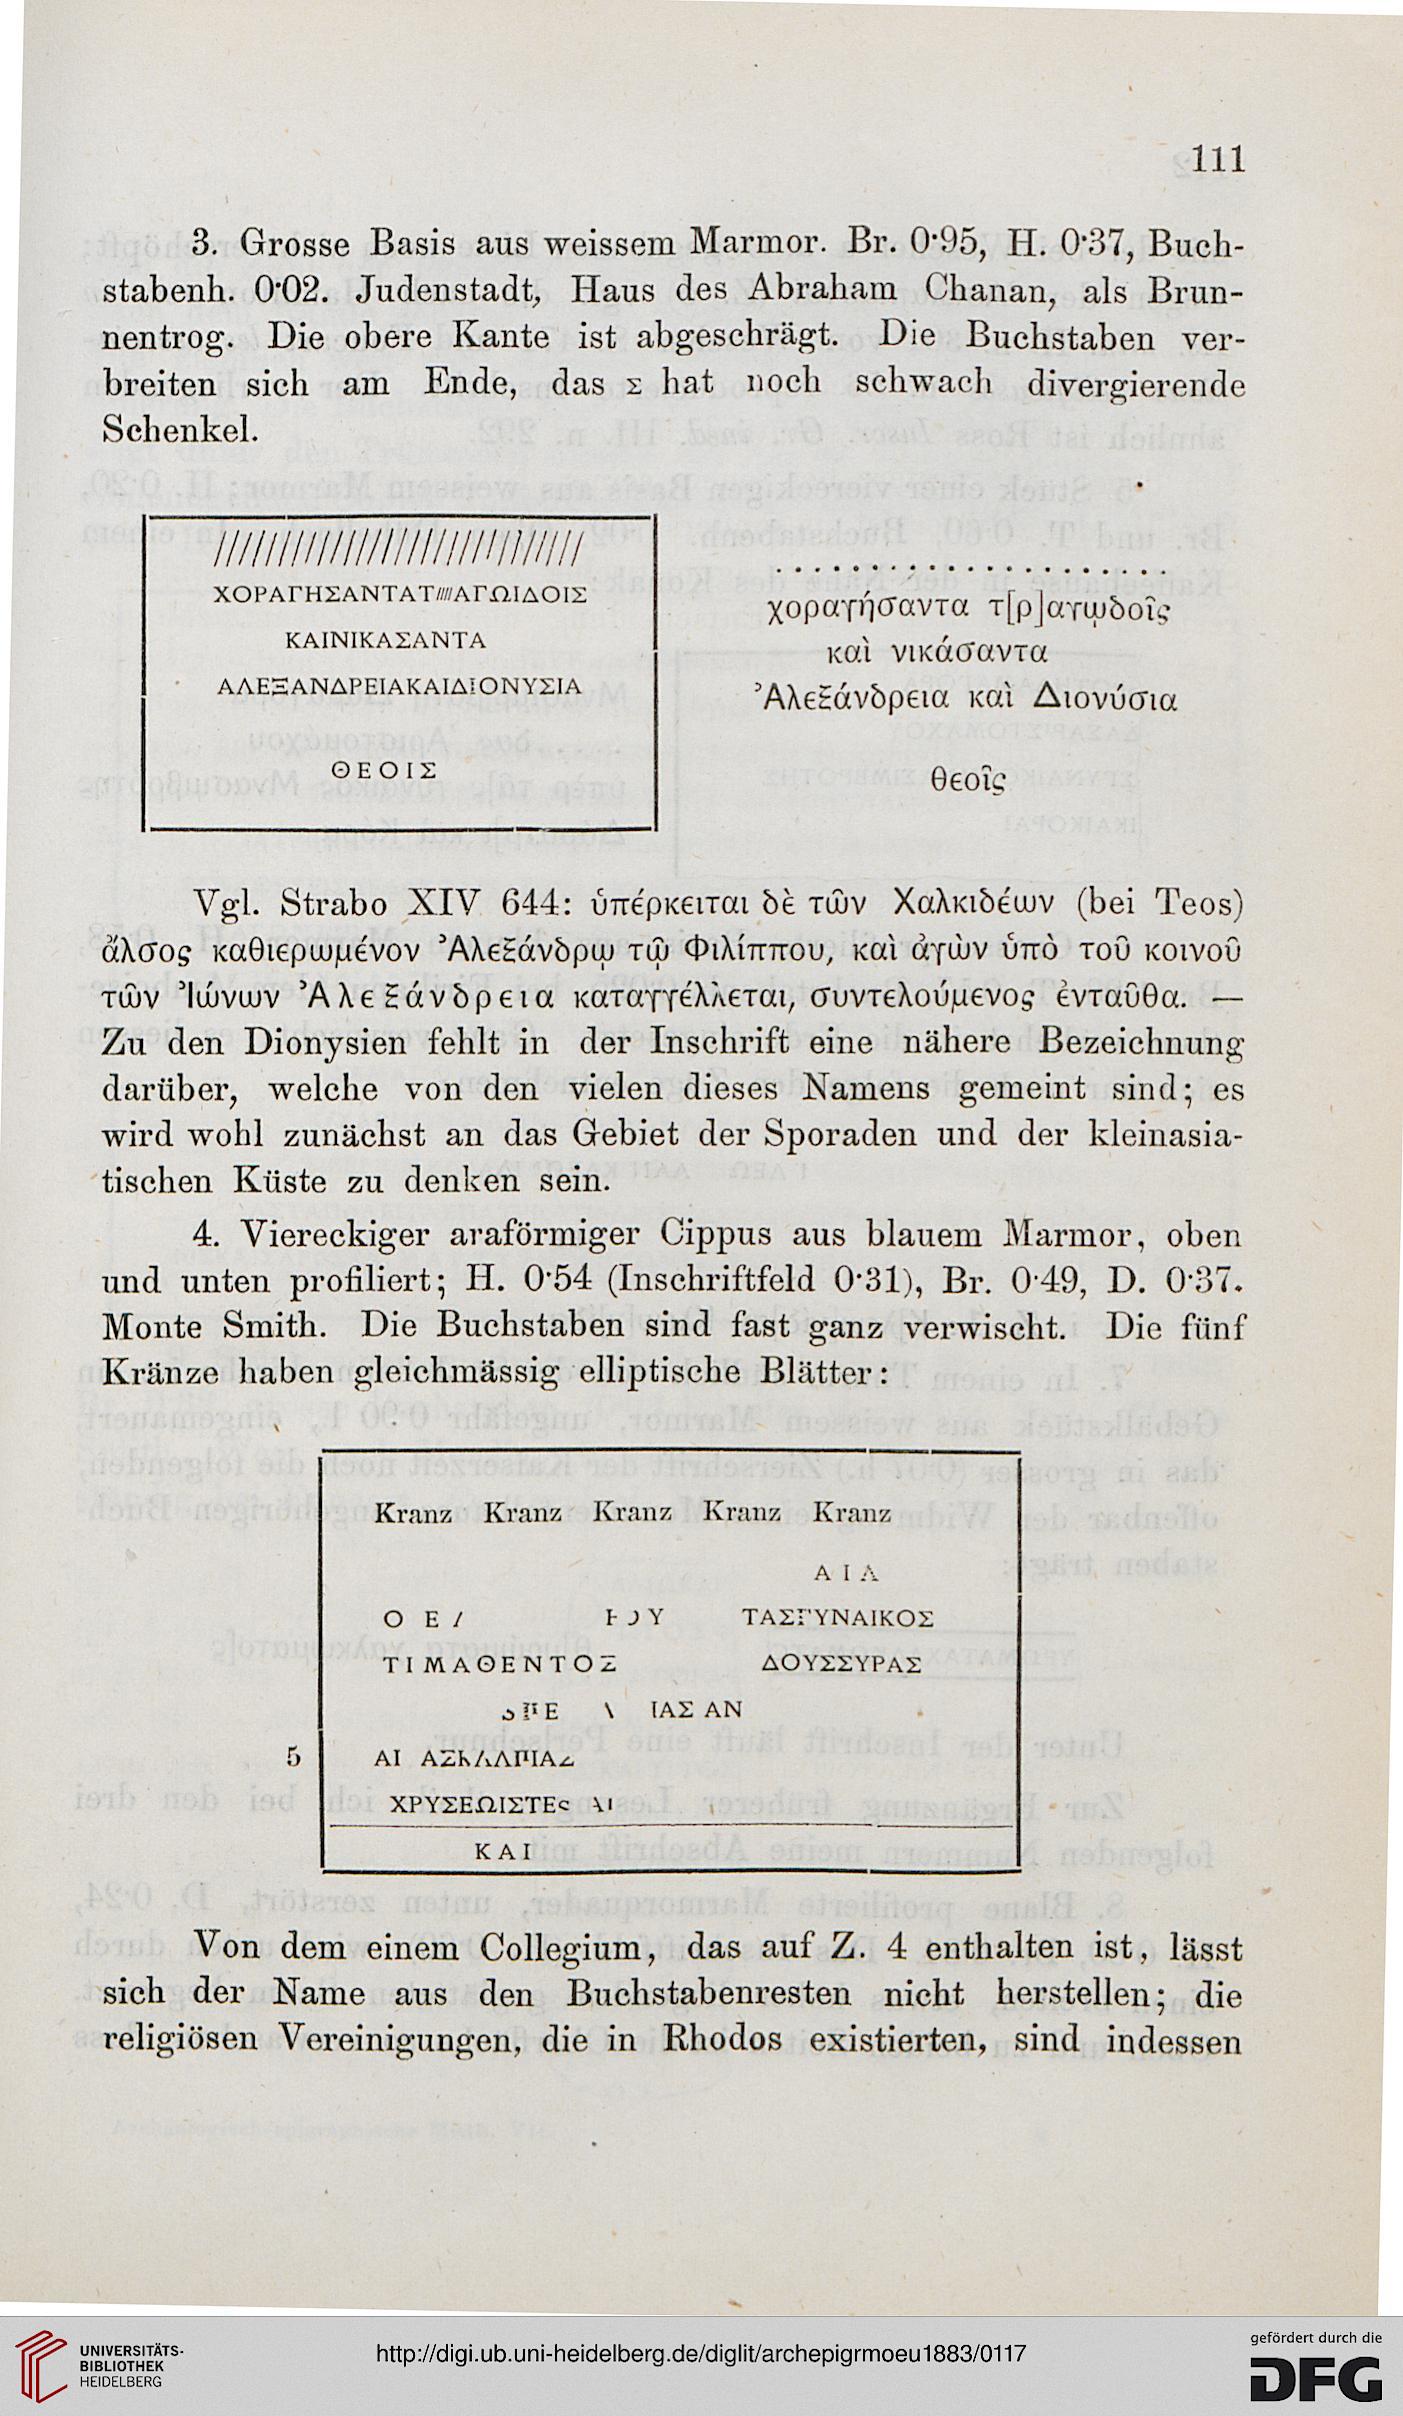 111
3. Grosse Basis aus weissem Marmor. Br. 0·95, H. 0·37, Buch-
stabenh. 0·02. Judenstadt, Haus des Abraham Chanan, als Brun-
nentrog. Die obere Kante ist abgeschrägt. Die Buchstaben ver-
breiten sich am Ende, das Σ hat noch schwach divergierende
Schenkel.
ΧΟΡΑΓΗΣΑΝΤΑΤ/////ΑΓΩΙΔΟΙΣ
ΚΑΙΝΙΚΑΣΑΝΤΑ
ΑΛΕΞΑΝΔΡΕΙΑΚΑΙΔΙΟΝΥΣΙΑ
ΘΕΟΙΣ
. . . . . . . . . . . . . . . . . . . . .
χοραγήσαντα τ[ρ]αγῳδοῖς
καὶ νικάσαντα
Ἀλεξάνδρεια καὶ Διονύσια
θεοῖς
Vgl. Strabo XIV 644: ὑπέρκειται δὲ τῶν Χαλκιδέων (bei Teos)
ἄλσος καθιερωμένον Ἀλεξάνδρῳ τῷ Φιλίππου, καὶ ἀγὼν ὑπὸ τοῦ κοινοῦ
τῶν Ἰώνων Ἀλεξάνδρεια καταγγέλλεται, συντελούμενος ἐνταῦθα. —
Zu den Dionysien fehlt in der Inschrift eine nähere Bezeichnung
darüber, welche von den vielen dieses Namens gemeint sind; es
wird wohl zunächst an das Gebiet der Sporaden und der kleinasia-
tischen Küste zu denken sein.
4. Viereckiger araförmiger Cippus aus blauem Marmor, oben
und unten profiliert; H. 0·54 (Inschriftfeld 0·31), Br. 0·49, D. 0·37.
Monte Smith. Die Buchstaben sind fast ganz verwischt. Die fünf
Kränze haben gleichmässig elliptische Blätter:
Kranz Kranz Kranz Kranz Kranz
Α Ι Λ
Ο Ε Υ ΤΑΣΓΥΝΑΙΚΟΣ
ΤΙΜΑΘΕΝΤΟΣ ΔΟΥΣΣΥΡΑΣ
Ε ΙΑΣ ΑΝ
5 ΑΙ
ΧΡΥΣΕΩΙΣΤΕ
ΚΑΙ
Von dem einem Collegium, das auf Z. 4 enthalten ist, lässt
sich der Name aus den Buchstabenresten nicht herstellen; die
religiösen Vereinigungen, die in Rhodos existierten, sind indessen
UNIVERSITÄTS-
BIBLIOTHEK
HEIDELBERG
http://digi.ub.uni-heidelberg.de/diglit/archepigrmoeu1883/0117
gefördert durch die
DFG